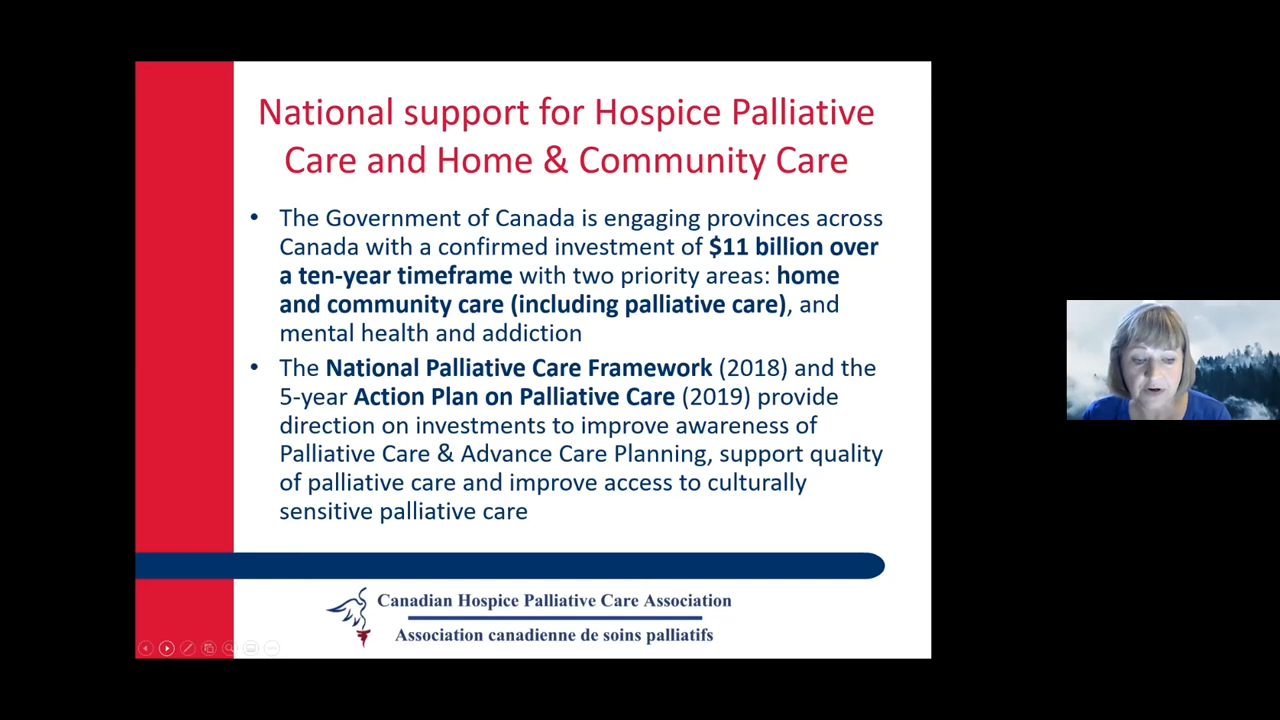 National support for Hospice Palliative
Care and Home & Community Care
• The Government of Canada is engaging provinces across
Canada with a confirmed investment of $11 billion over
a ten-year timeframe with two priority areas: home
and community care (including palliative care), and
mental health and addiction
• The National Palliative Care Framework (2018) and the
5-year Action Plan on Palliative Care (2019) provide
direction on investments to improve awareness of
Palliative Care & Advance Care Planning, support quality
of palliative care and improve access to culturally
sensitive palliative care
Canadian Hospice Palliative Care Association
Association canadienne de soins palliatifs